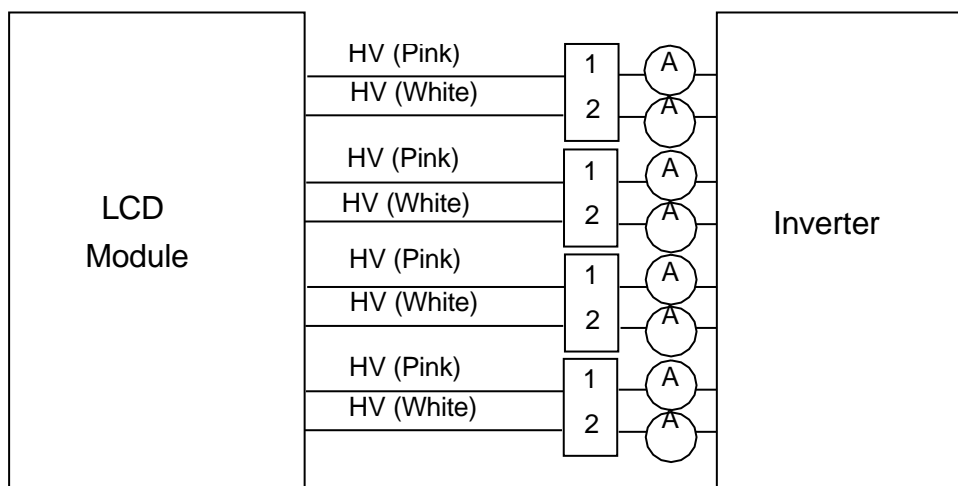 HV (Pink)
1
A
HV (White)
2
A
HV (Pink)
1
A
LCD
Module
HV (White)
2
A
Inverter
HV (Pink)
1
A
HV (White)
2
A
HV (Pink)
1
A
HV (White)
2
A